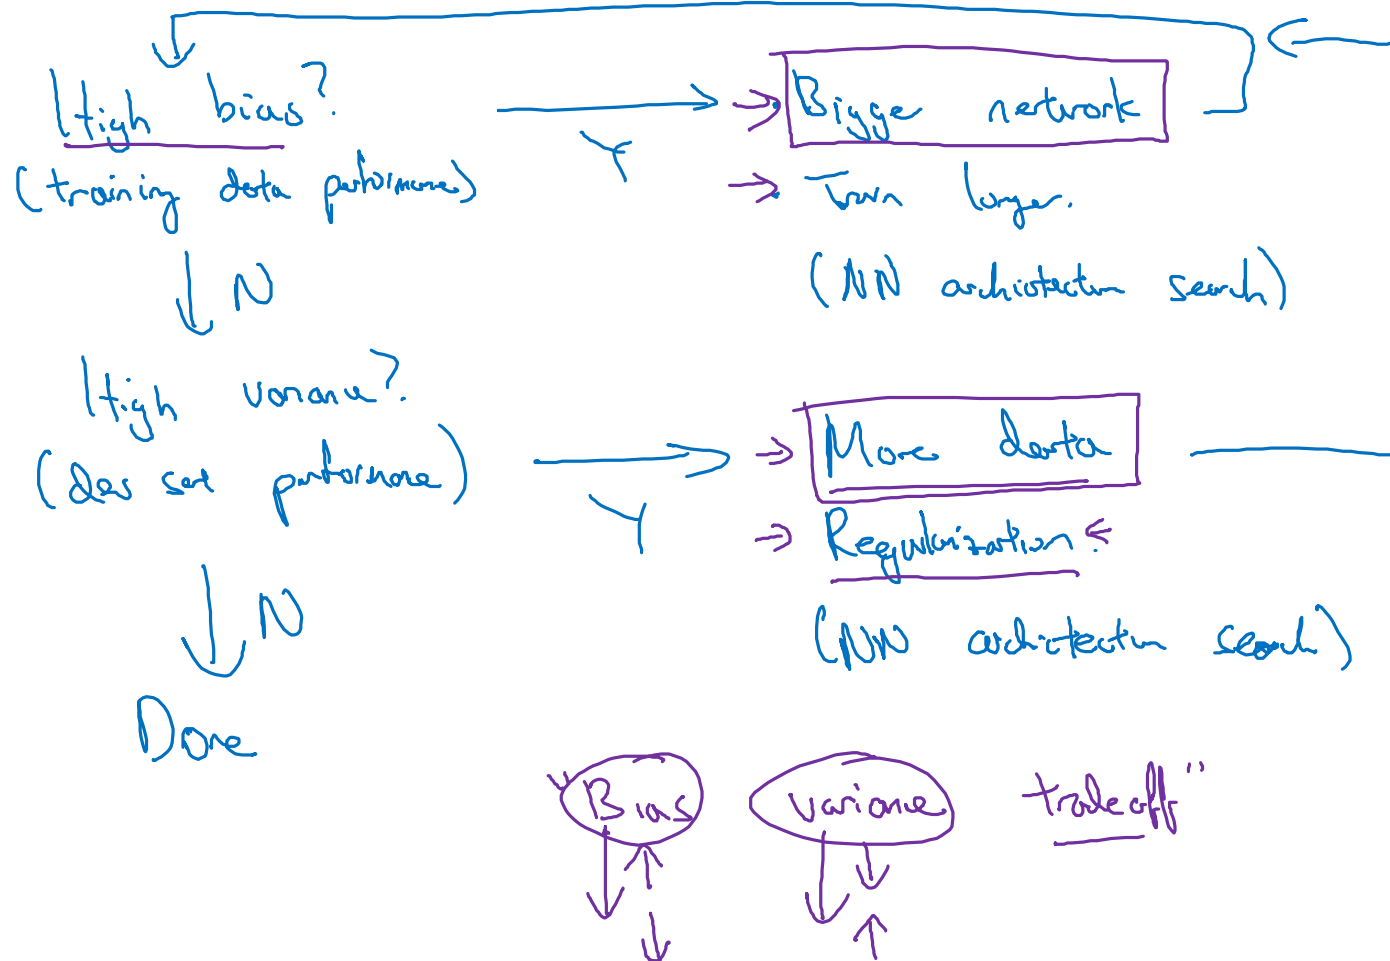 High bias?
(training data performance)
Y
Bigger network
Train longer.
(NN architecture search)
N
High variance?
(dev set performance)
Y
More data
Regularization.
(NN architecture search)
N
Done
"Bias variance tradeoff"